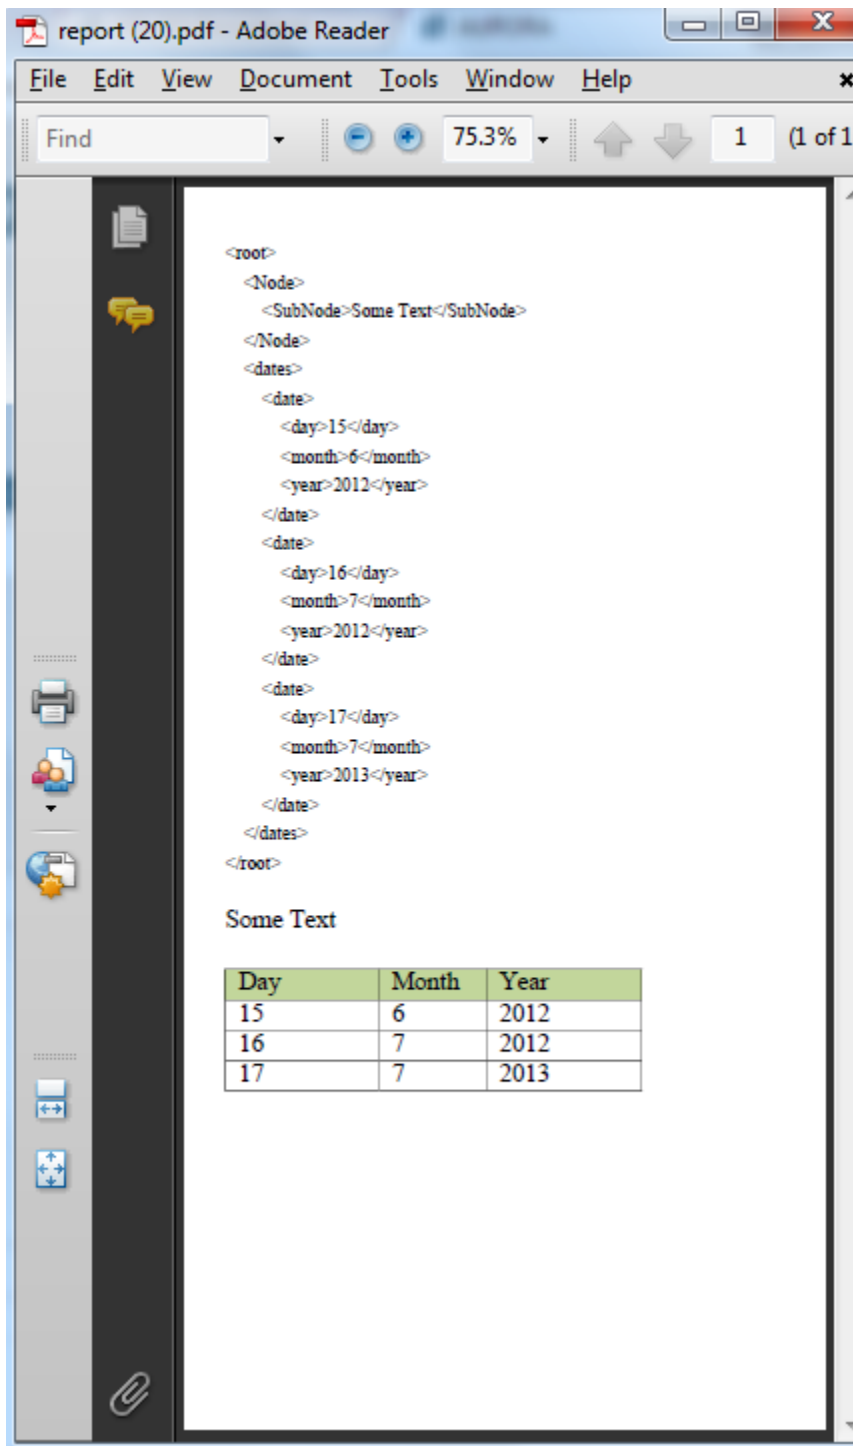 report (20).pdf - Adobe Reader
File Edit View Document Tools Window Help
Find 75.3% 1 (1 of 1
<root>
<Node>
<SubNode>Some Text</SubNode>
</Node>
<dates>
<date>
<day>15</day>
<month>6</month>
<year>2012</year>
</date>
<date>
<day>16</day>
<month>7</month>
<year>2012</year>
</date>
<date>
<day>17</day>
<month>7</month>
<year>2013</year>
</date>
</dates>
</root>
Some Text
Day Month Year
15 6 2012
16 7 2012
17 7 2013